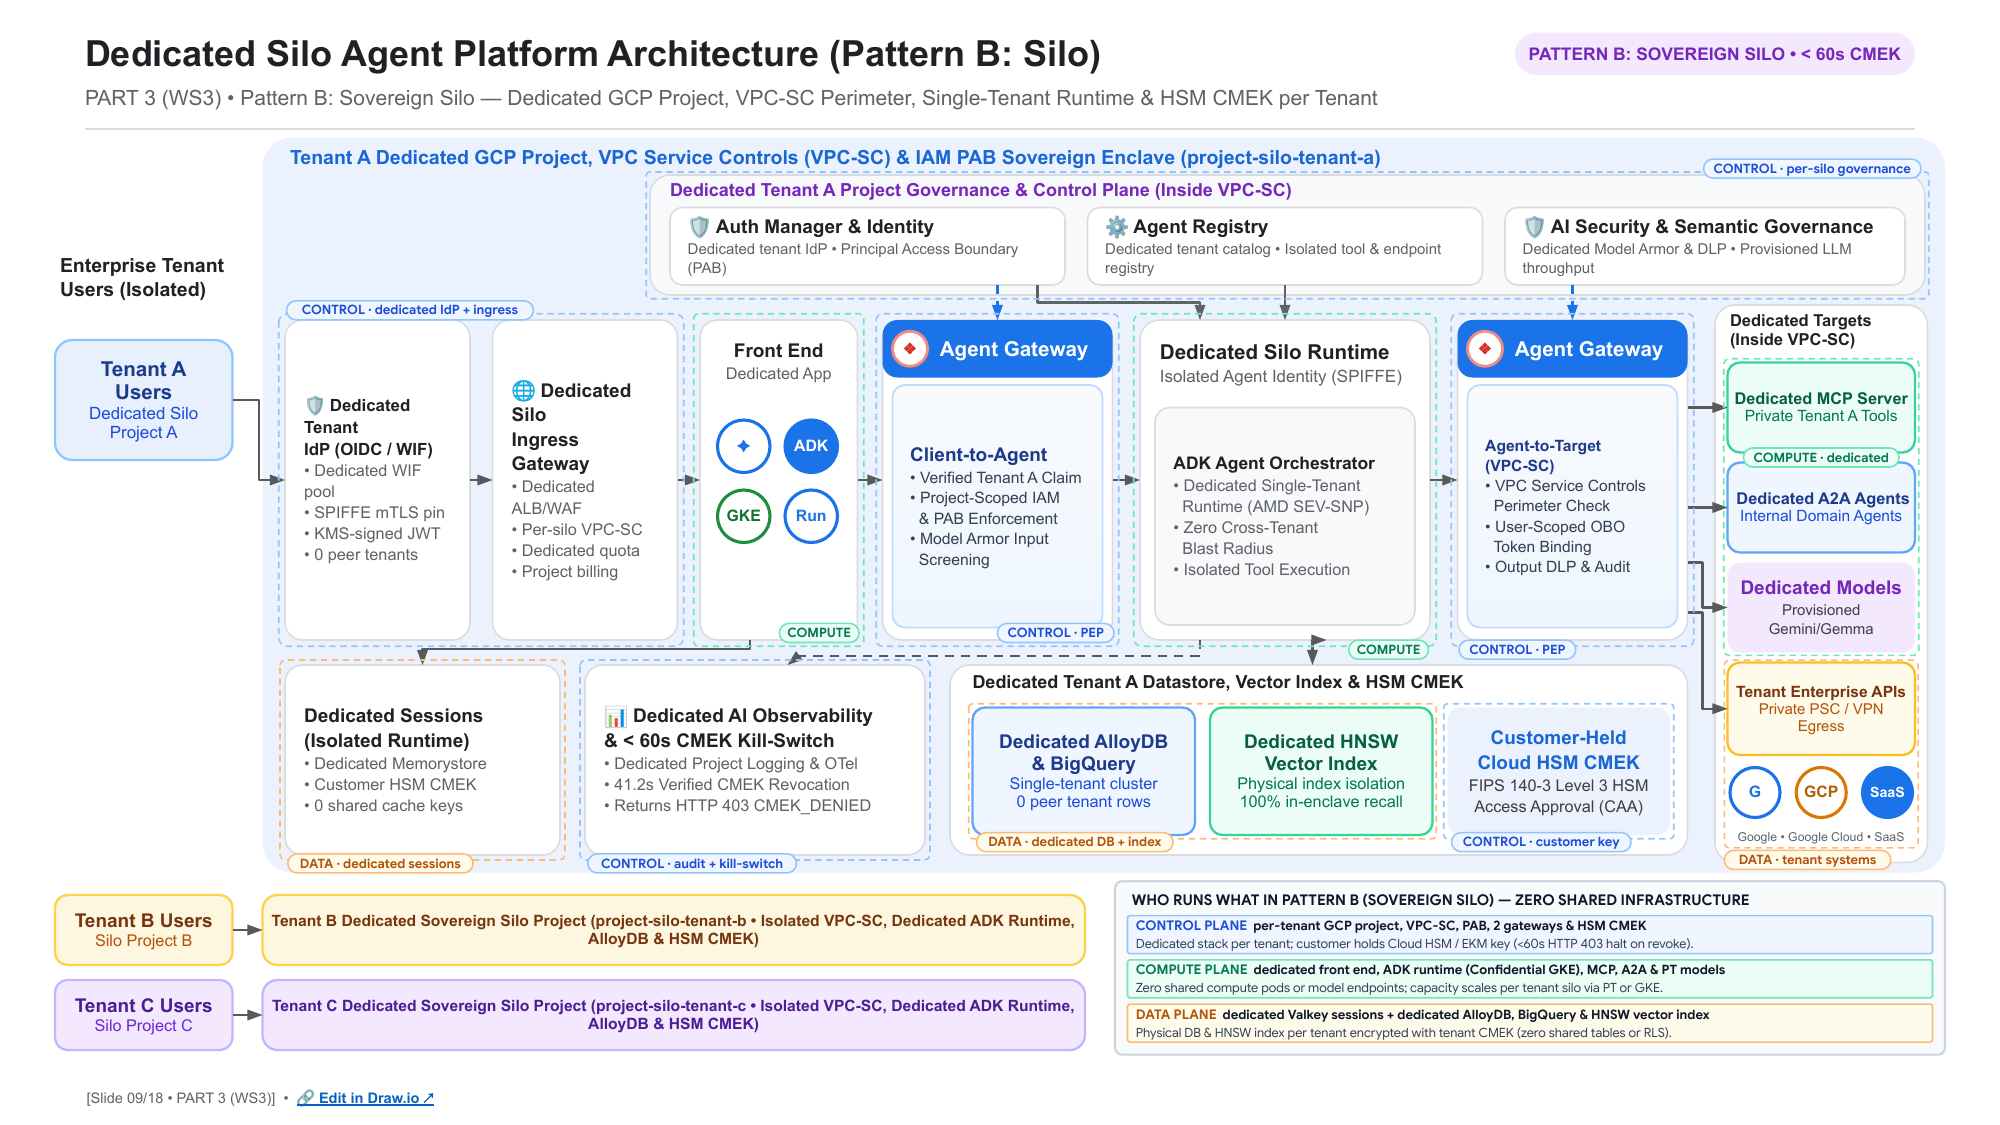 Dedicated Silo Agent Platform Architecture (Pattern B: Silo)
PATTERN B: SOVEREIGN SILO • < 60s CMEK
PART 3 (WS3) • Pattern B: Sovereign Silo — Dedicated GCP Project, VPC-SC Perimeter, Single-Tenant Runtime & HSM CMEK per Tenant
Tenant A Dedicated GCP Project, VPC Service Controls (VPC-SC) & IAM PAB Sovereign Enclave (project-silo-tenant-a)
CONTROL · per-silo governance
Dedicated Tenant A Project Governance & Control Plane (Inside VPC-SC)
Auth Manager & Identity
Dedicated tenant IdP • Principal Access Boundary
(PAB)
Agent Registry
Dedicated tenant catalog • Isolated tool & endpoint
registry
AI Security & Semantic Governance
Dedicated Model Armor & DLP • Provisioned LLM
throughput
Enterprise Tenant
Users (Isolated)
Tenant A
Users
Dedicated Silo
Project A
CONTROL · dedicated IdP + ingress
Dedicated
Tenant
IdP (OIDC / WIF)
• Dedicated WIF
pool
• SPIFFE mTLS pin
• KMS-signed JWT
• 0 peer tenants
Dedicated
Silo
Ingress
Gateway
• Dedicated
ALB/WAF
• Per-silo VPC-SC
• Dedicated quota
• Project billing
Front End
Dedicated App
ADK
GKE
Run
COMPUTE
Agent Gateway
Client-to-Agent
• Verified Tenant A Claim
• Project-Scoped IAM
& PAB Enforcement
• Model Armor Input
Screening
CONTROL · PEP
Dedicated Silo Runtime
Isolated Agent Identity (SPIFFE)
ADK Agent Orchestrator
• Dedicated Single-Tenant
Runtime (AMD SEV-SNP)
• Zero Cross-Tenant
Blast Radius
• Isolated Tool Execution
COMPUTE
Agent Gateway
Agent-to-Target
(VPC-SC)
• VPC Service Controls
Perimeter Check
• User-Scoped OBO
Token Binding
• Output DLP & Audit
CONTROL · PEP
Dedicated Targets
(Inside VPC-SC)
Dedicated MCP Server
Private Tenant A Tools
COMPUTE · dedicated
Dedicated A2A Agents
Internal Domain Agents
Dedicated Models
Provisioned
Gemini/Gemma
Tenant Enterprise APIs
Private PSC / VPN
Egress
G
GCP
SaaS
Google • Google Cloud • SaaS
DATA · tenant systems
Dedicated Sessions
(Isolated Runtime)
• Dedicated Memorystore
• Customer HSM CMEK
• 0 shared cache keys
DATA · dedicated sessions
Dedicated AI Observability
& < 60s CMEK Kill-Switch
• Dedicated Project Logging & OTel
• 41.2s Verified CMEK Revocation
• Returns HTTP 403 CMEK_DENIED
CONTROL · audit + kill-switch
Dedicated Tenant A Datastore, Vector Index & HSM CMEK
Dedicated AlloyDB
& BigQuery
Single-tenant cluster
0 peer tenant rows
Dedicated HNSW
Vector Index
Physical index isolation
100% in-enclave recall
DATA · dedicated DB + index
Customer-Held
Cloud HSM CMEK
FIPS 140-3 Level 3 HSM
Access Approval (CAA)
CONTROL · customer key
Tenant B Users
Silo Project B
Tenant B Dedicated Sovereign Silo Project (project-silo-tenant-b • Isolated VPC-SC, Dedicated ADK Runtime,
AlloyDB & HSM CMEK)
Tenant C Users
Silo Project C
Tenant C Dedicated Sovereign Silo Project (project-silo-tenant-c • Isolated VPC-SC, Dedicated ADK Runtime,
AlloyDB & HSM CMEK)
WHO RUNS WHAT IN PATTERN B (SOVEREIGN SILO) — ZERO SHARED INFRASTRUCTURE
CONTROL PLANE per-tenant GCP project, VPC-SC, PAB, 2 gateways & HSM CMEK
Dedicated stack per tenant; customer holds Cloud HSM / EKM key (<60s HTTP 403 halt on revoke).
COMPUTE PLANE dedicated front end, ADK runtime (Confidential GKE), MCP, A2A & PT models
Zero shared compute pods or model endpoints; capacity scales per tenant silo via PT or GKE.
DATA PLANE dedicated Valkey sessions + dedicated AlloyDB, BigQuery & HNSW vector index
Physical DB & HNSW index per tenant encrypted with tenant CMEK (zero shared tables or RLS).
[Slide 09/18 • PART 3 (WS3)] • 🔗 Edit in Draw.io ↗